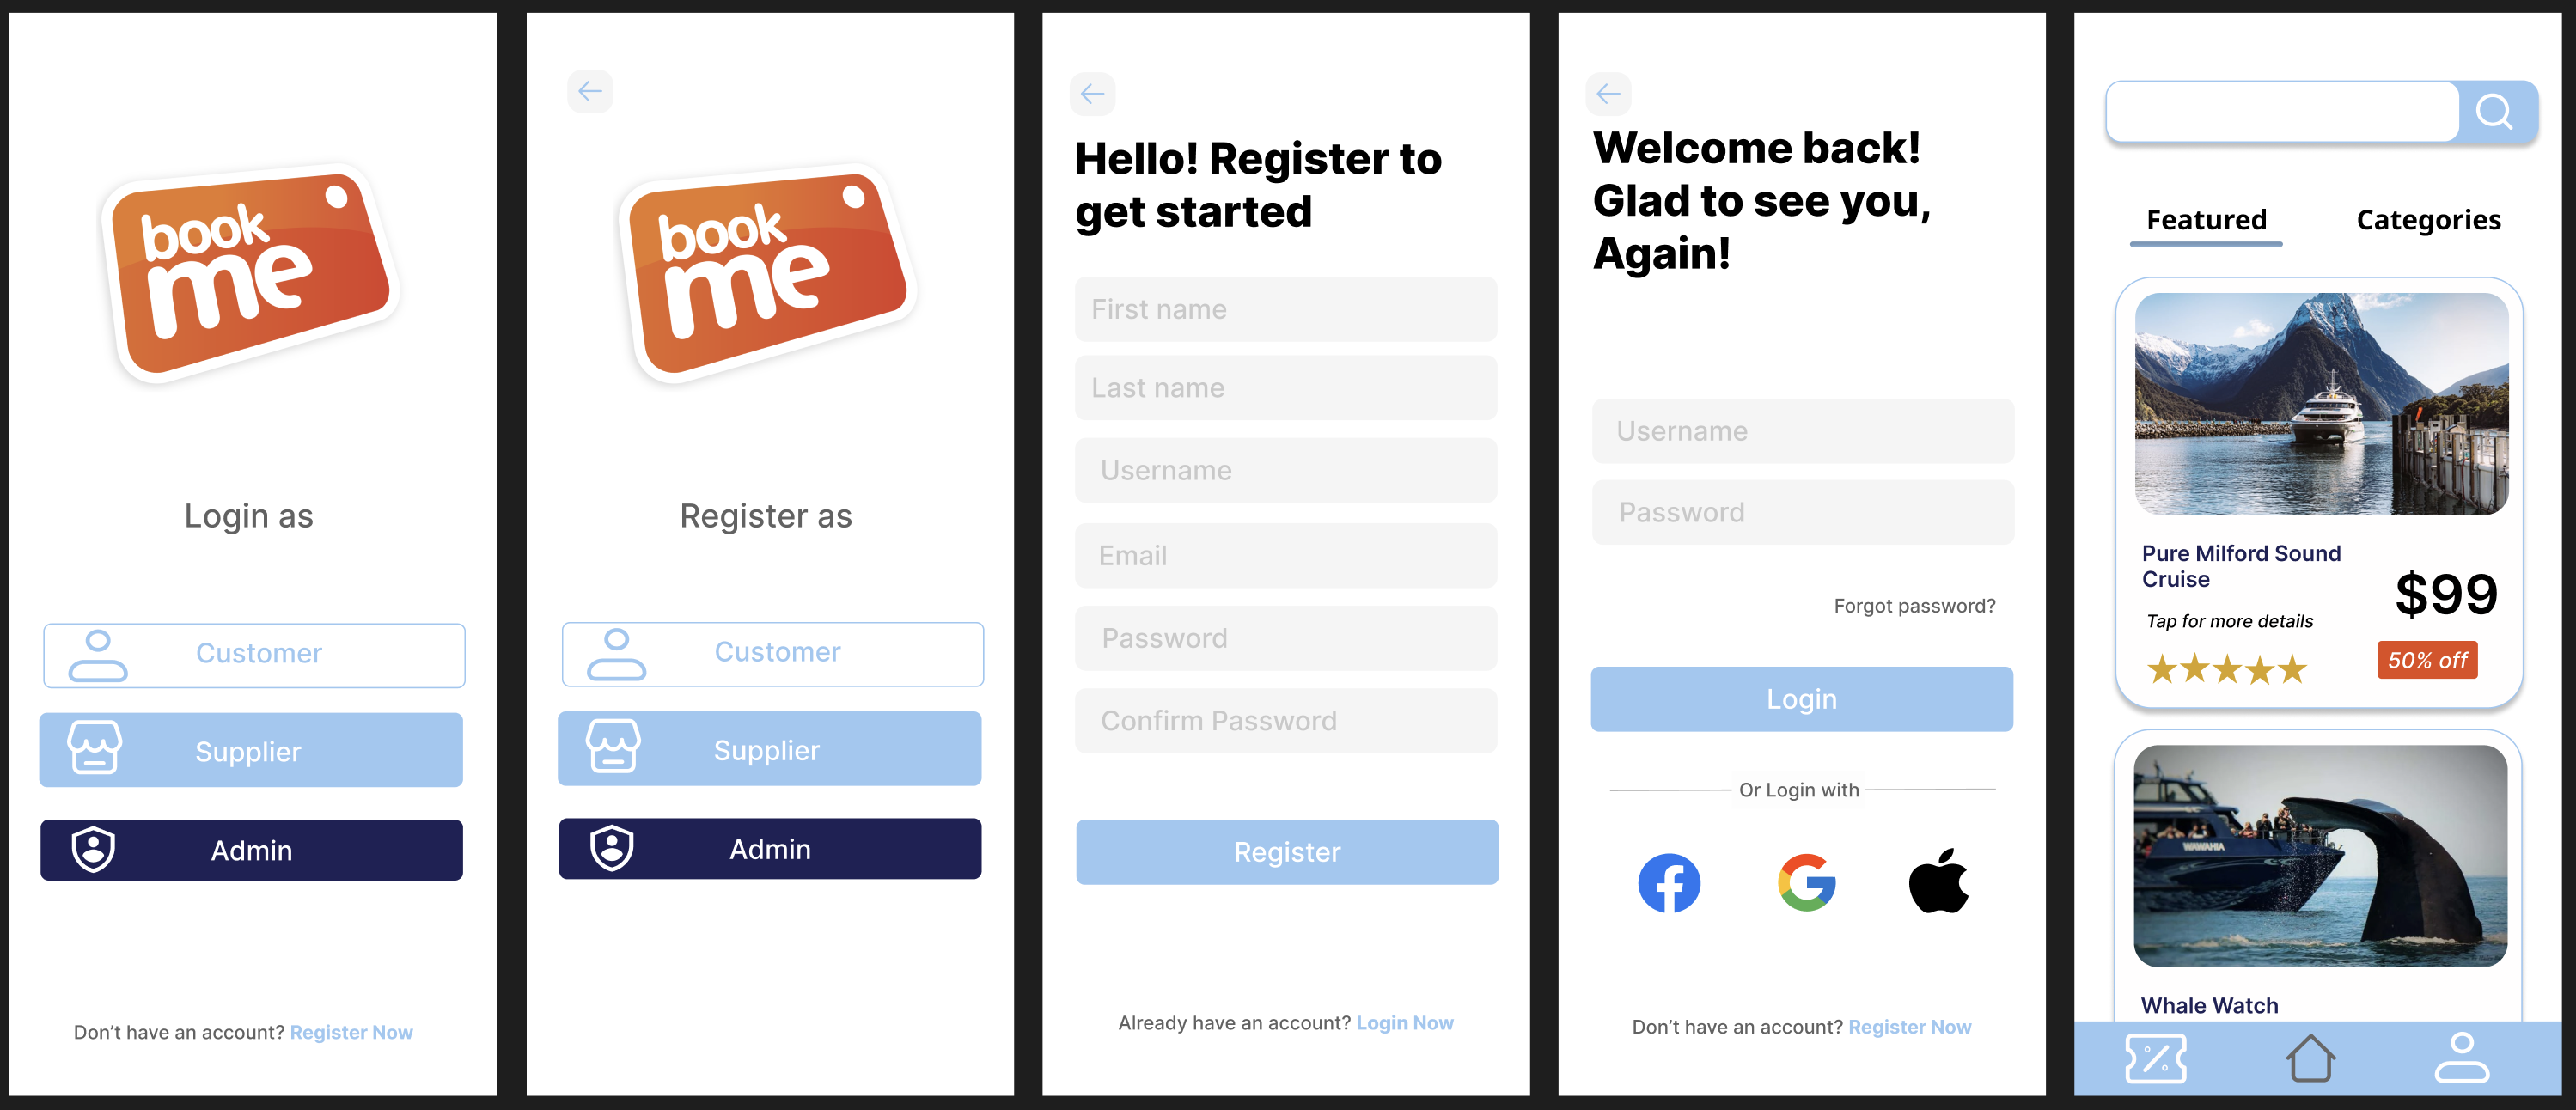 book
me
Login as
Customer
Supplier
Admin
Don’t have an account? Register Now
book
me
Register as
Customer
Supplier
Admin
Hello! Register to
get started
First name
Last name
Username
Email
Password
Confirm Password
Register
Already have an account? Login Now
Welcome back!
Glad to see you,
Again!
Username
Password
Forgot password?
Login
Or Login with
Don’t have an account? Register Now
Featured
Categories
Pure Milford Sound
Cruise
$99
Tap for more details
50% off
WAWAHIA
Whale Watch